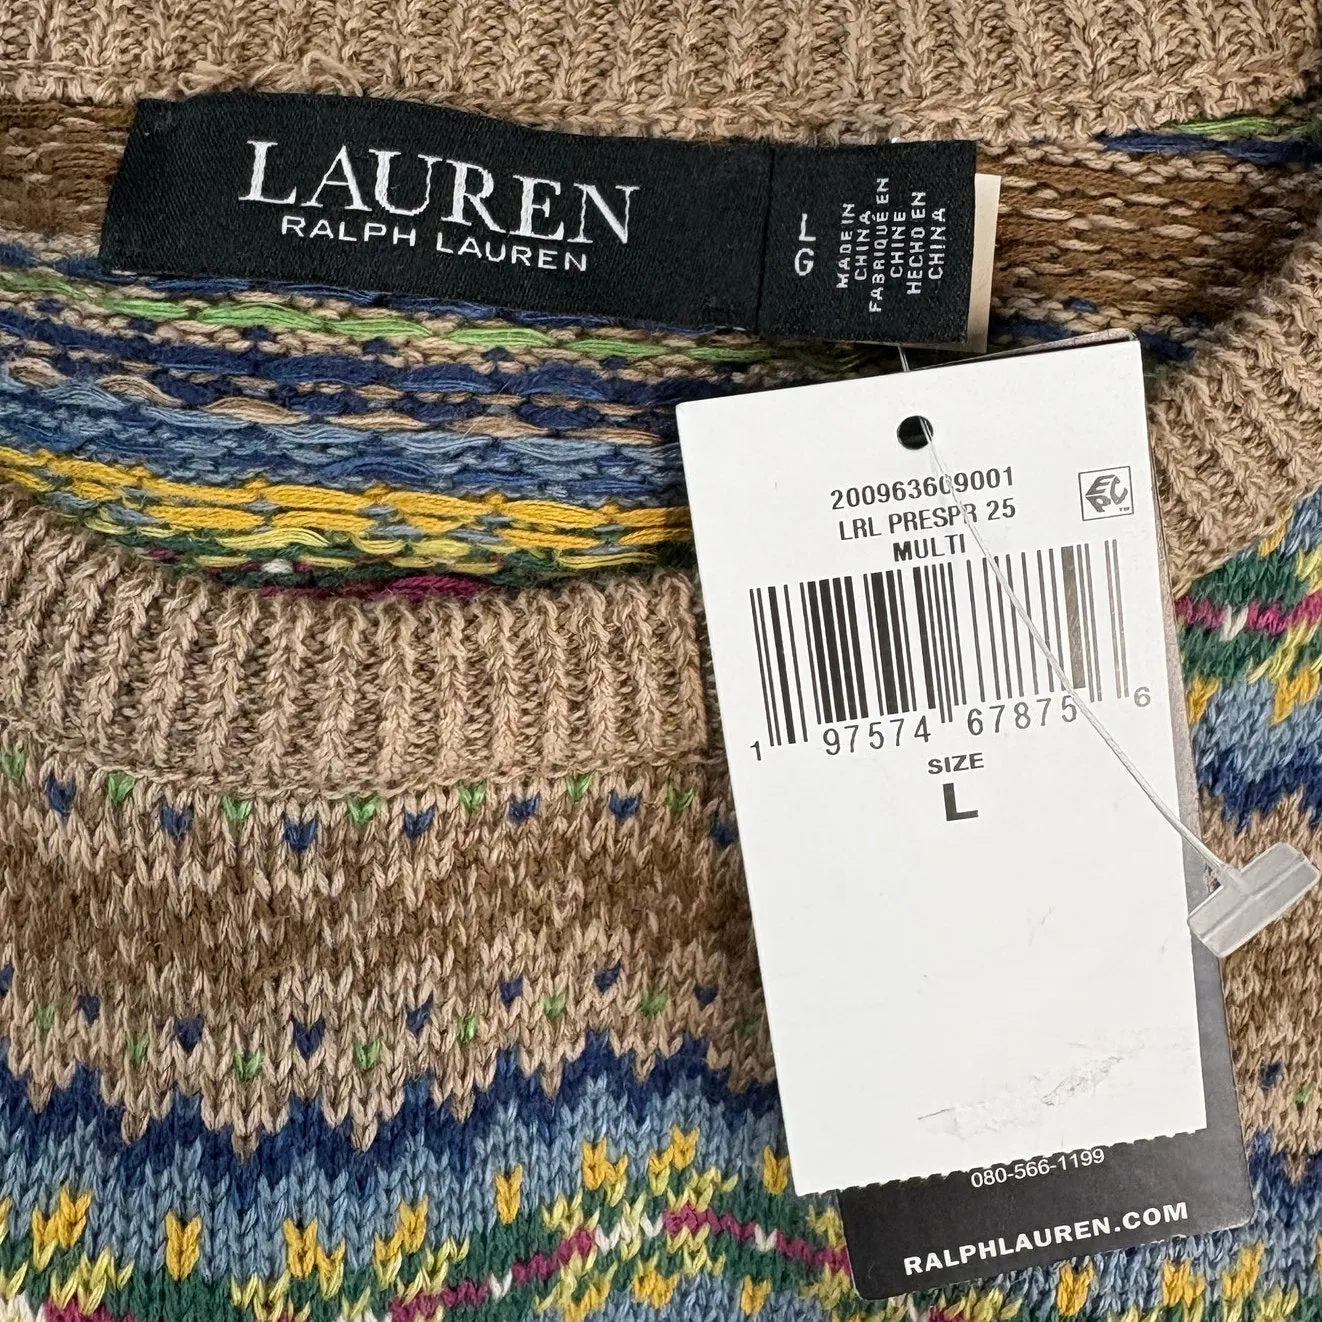 LAUREN
RALPH LAUREN
L
G
MADE IN
CHINA
FABRIQUÉ EN
CHINE
HECHO EN
CHINA
200963609001
LRL PRESPR 25
MULTI
EPC™
1 97574 67875 6
SIZE
L
080-566-1199
RALPHLAUREN.COM